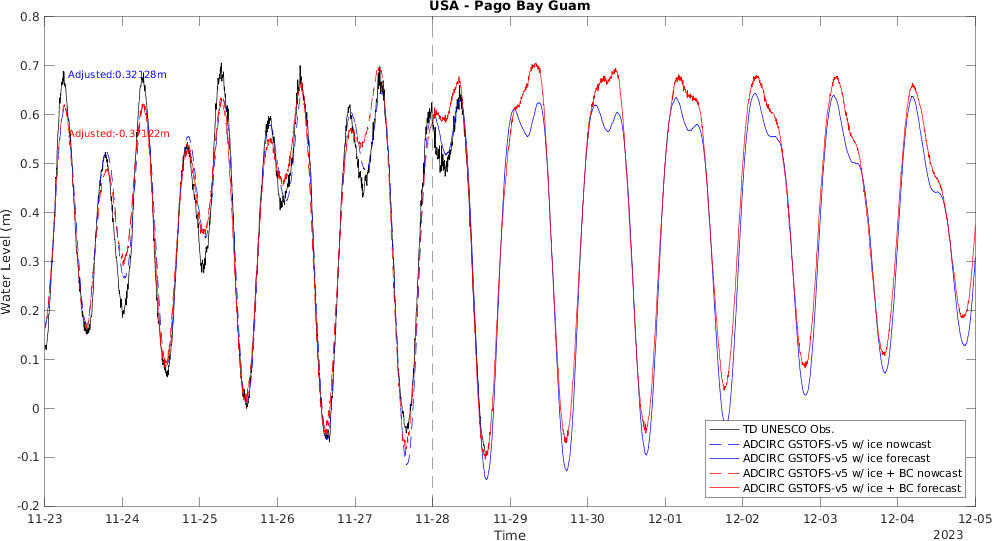 USA - Pago Bay Guam
0.8
0.7
0.6
0.5
0.4
0.3
0.2
0.1
0
-0.1
-0.2
Water Level (m)
Adjusted:0.32128m
Adjusted:-0.37122m
TD UNESCO Obs.
ADCIRC GSTOFS-v5 w/ ice nowcast
ADCIRC GSTOFS-v5 w/ ice forecast
ADCIRC GSTOFS-v5 w/ ice + BC nowcast
ADCIRC GSTOFS-v5 w/ ice + BC forecast
11-23 11-24 11-25 11-26 11-27 11-28 11-29 11-30 12-01 12-02 12-03 12-04 12-05
Time
2023